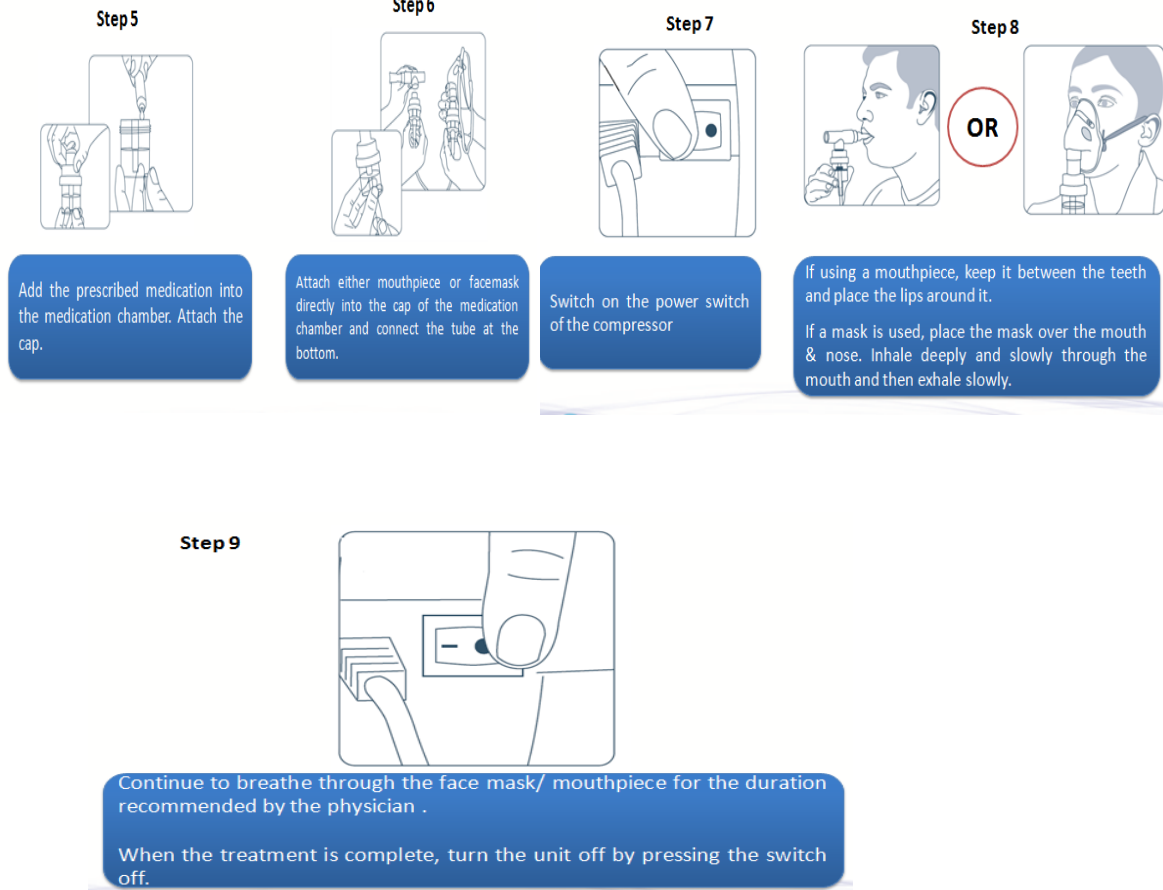 Step 5
Step 6
Step 7
Step 8
OR
Add the prescribed medication into
the medication chamber. Attach the
cap.
Attach either mouthpiece or facemask
directly into the cap of the medication
chamber and connect the tube at the
bottom.
Switch on the power switch
of the compressor
If using a mouthpiece, keep it between the teeth
and place the lips around it.
If a mask is used, place the mask over the mouth
& nose. Inhale deeply and slowly through the
mouth and then exhale slowly.
Step 9
Continue to breathe through the face mask/ mouthpiece for the duration
recommended by the physician .
When the treatment is complete, turn the unit off by pressing the switch
off.